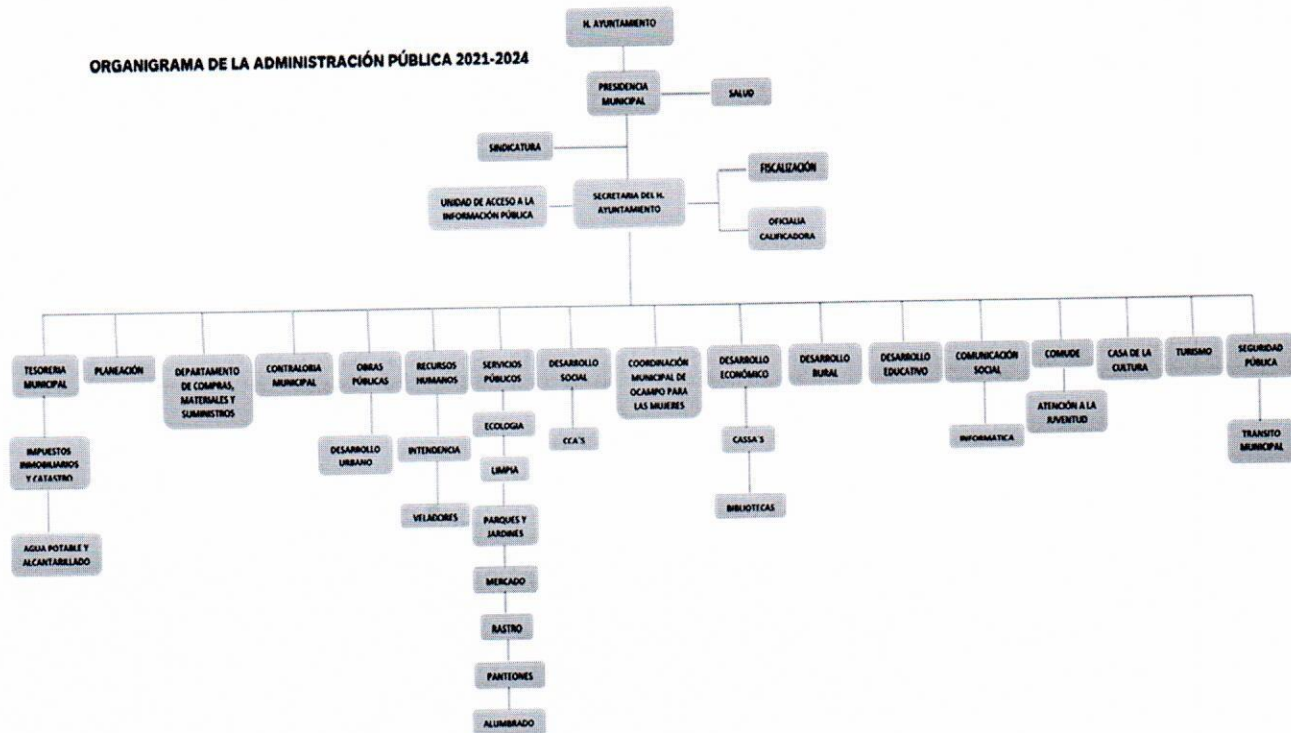 H. AYUNTAMIENTO
ORGANIGRAMA DE LA ADMINISTRACIÓN PÚBLICA 2021-2024
PRESIDENCIA
MUNICIPAL
SALUD
SINDICATURA
FISCALIZACIÓN
UNIDAD DE ACCESO A LA
INFORMACIÓN PÚBLICA
SECRETARIA DEL H.
AYUNTAMIENTO
OFICIALIA
CALIFICADORA
TESORERIA
MUNICIPAL
PLANEACIÓN
DEPARTAMENTO
DE COMPRAS,
MATERIALES Y
SUMINISTROS
CONTRALORIA
MUNICIPAL
OBRAS
PÚBLICAS
RECURSOS
HUMANOS
SERVICIOS
PÚBLICOS
DESARROLLO
SOCIAL
COORDINACIÓN
MUNICIPAL DE
OCAMPO PARA
LAS MUJERES
DESARROLLO
ECONÓMICO
DESARROLLO
RURAL
DESARROLLO
EDUCATIVO
COMUNICACIÓN
SOCIAL
COMUDE
CASA DE LA
CULTURA
TURISMO
SEGURIDAD
PÚBLICA
IMPUESTOS
INMOBILIARIOS
Y CATASTRO
DESARROLLO
URBANO
INTENDENCIA
ECOLOGIA
CCA´S
CASSA´S
INFORMATICA
ATENCIÓN A LA
JUVENTUD
TRANSITO
MUNICIPAL
AGUA POTABLE Y
ALCANTARILLADO
VELADORES
LIMPIA
BIBLIOTECAS
PARQUES Y
JARDINES
MERCADO
RASTRO
PANTEONES
ALUMBRADO